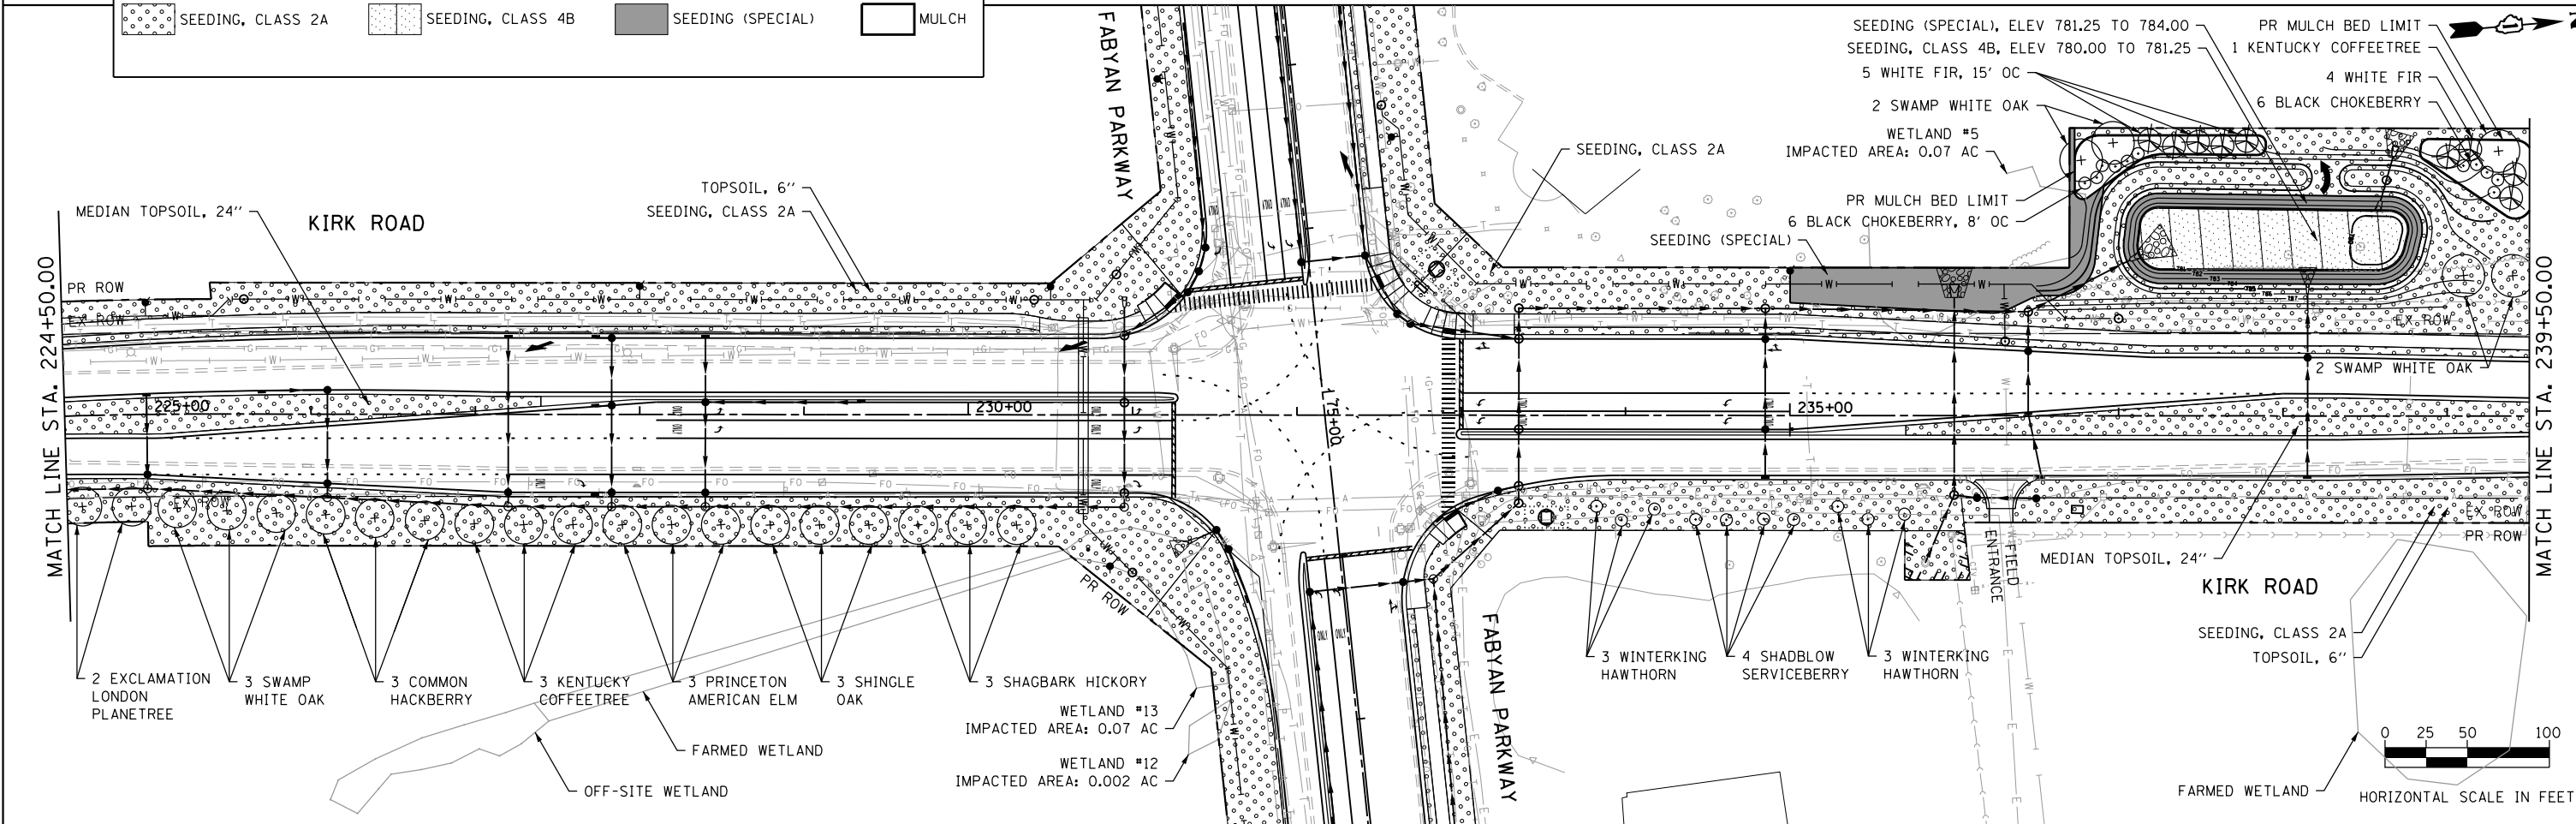 SEEDING, CLASS 2A
SEEDING, CLASS 4B
SEEDING (SPECIAL)
MULCH
FABYAN PARKWAY
SEEDING (SPECIAL), ELEV 781.25 TO 784.00
SEEDING, CLASS 4B, ELEV 780.00 TO 781.25
5 WHITE FIR, 15' OC
2 SWAMP WHITE OAK
WETLAND #5
IMPACTED AREA: 0.07 AC
PR MULCH BED LIMIT
6 BLACK CHOKEBERRY, 8' OC
SEEDING (SPECIAL)
PR MULCH BED LIMIT
1 KENTUCKY COFFEETREE
4 WHITE FIR
6 BLACK CHOKEBERRY
SEEDING, CLASS 2A
TOPSOIL, 6"
SEEDING, CLASS 2A
MEDIAN TOPSOIL, 24"
KIRK ROAD
MATCH LINE STA. 224+50.00
PR ROW
EX ROW
225+00
230+00
75+00
235+00
EX ROW
2 SWAMP WHITE OAK
MATCH LINE STA. 239+50.00
EX ROW
EX ROW
PR ROW
MEDIAN TOPSOIL, 24"
FIELD
ENTRANCE
KIRK ROAD
PR ROW
2 EXCLAMATION
LONDON
PLANETREE
3 SWAMP
WHITE OAK
3 COMMON
HACKBERRY
3 KENTUCKY
COFFEETREE
3 PRINCETON
AMERICAN ELM
3 SHINGLE
OAK
3 SHAGBARK HICKORY
WETLAND #13
IMPACTED AREA: 0.07 AC
WETLAND #12
IMPACTED AREA: 0.002 AC
FARMED WETLAND
OFF-SITE WETLAND
FABYAN PARKWAY
3 WINTERKING
HAWTHORN
4 SHADBLOW
SERVICEBERRY
3 WINTERKING
HAWTHORN
SEEDING, CLASS 2A
TOPSOIL, 6"
FARMED WETLAND
0 25 50 100
HORIZONTAL SCALE IN FEET